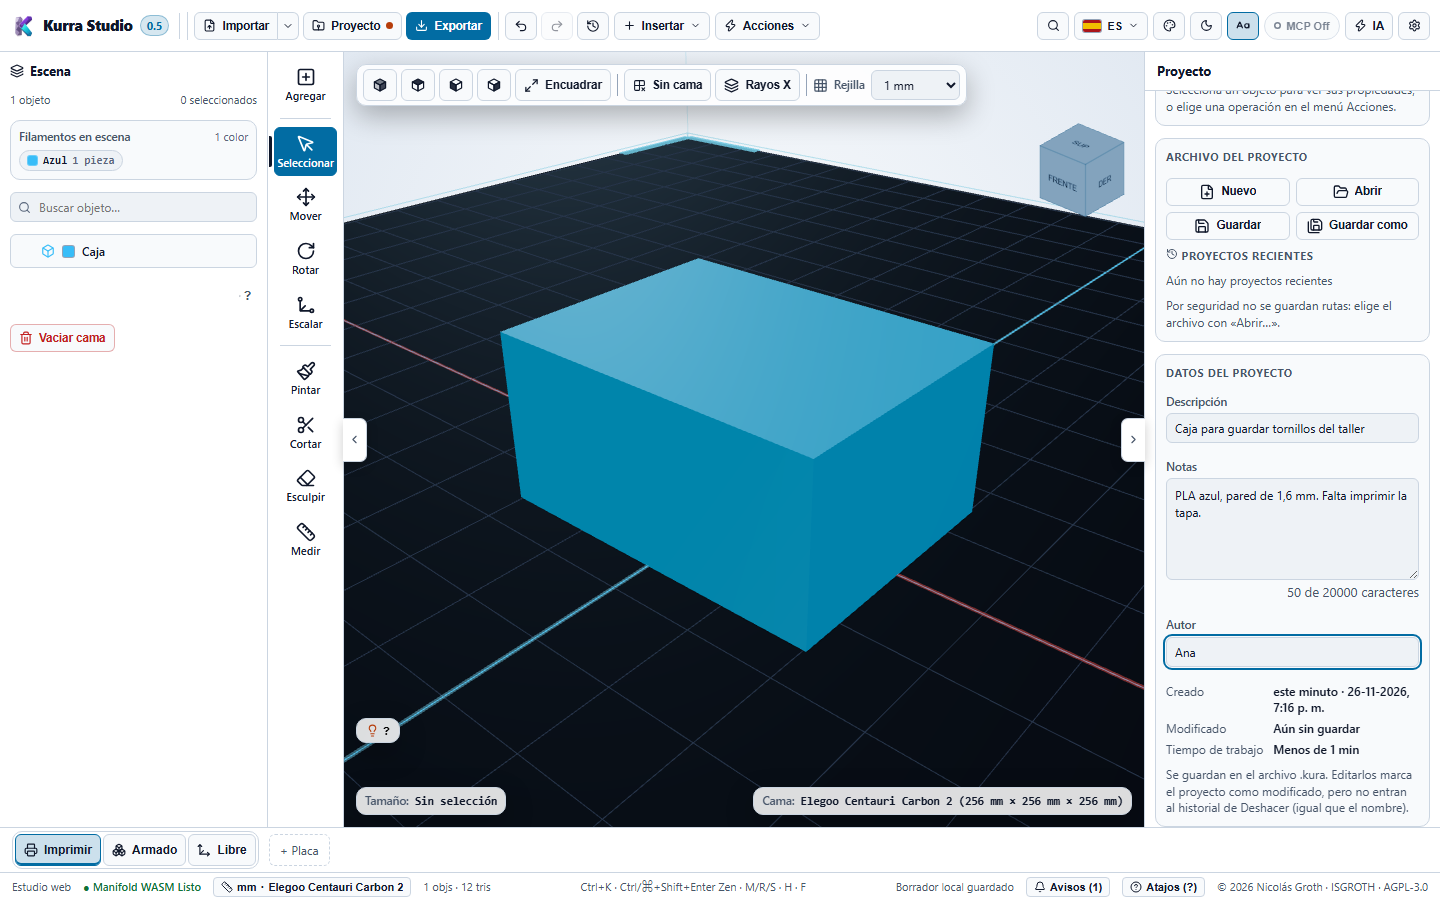 Kurra Studio 0.5 Importar Proyecto Exportar Insertar Acciones ES Aa MCP Off IA
Escena
1 objeto 0 seleccionados
Filamentos en escena 1 color
Azul 1 pieza
Buscar objeto...
Caja
?
Vaciar cama
Agregar
Seleccionar
Mover
Rotar
Escalar
Pintar
Cortar
Esculpir
Medir
Encuadrar Sin cama Rayos X Rejilla 1 mm
SUP
FRENTE DER
?
Tamaño: Sin selección
Cama: Elegoo Centauri Carbon 2 (256 mm × 256 mm × 256 mm)
Proyecto
Selecciona un objeto para ver sus propiedades,
o elige una operación en el menú Acciones.
ARCHIVO DEL PROYECTO
Nuevo Abrir
Guardar Guardar como
PROYECTOS RECIENTES
Aún no hay proyectos recientes
Por seguridad no se guardan rutas: elige el
archivo con «Abrir...».
DATOS DEL PROYECTO
Descripción
Caja para guardar tornillos del taller
Notas
PLA azul, pared de 1,6 mm. Falta imprimir la
tapa.
50 de 20000 caracteres
Autor
Ana
Creado este minuto · 26-11-2026,
7:16 p. m.
Modificado Aún sin guardar
Tiempo de trabajo Menos de 1 min
Se guardan en el archivo .kura. Editarlos marca
el proyecto como modificado, pero no entran
al historial de Deshacer (igual que el nombre).
Imprimir Armado Libre + Placa
Estudio web ● Manifold WASM Listo mm · Elegoo Centauri Carbon 2 1 objs · 12 tris Ctrl+K · Ctrl/⌘+Shift+Enter Zen · M/R/S · H · F Borrador local guardado Avisos (1) Atajos (?) © 2026 Nicolás Groth · ISGROTH · AGPL-3.0